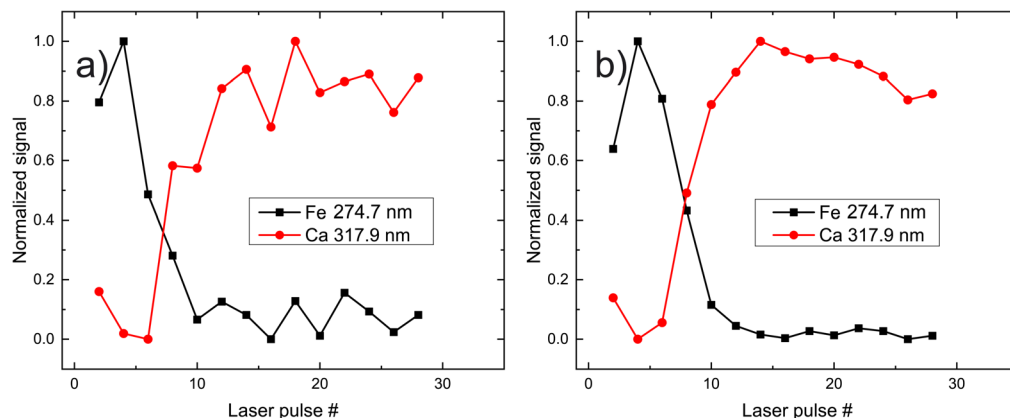 a)
1.0
0.8
0.6
0.4
0.2
0.0
Normalized signal
Fe 274.7 nm
Ca 317.9 nm
0 10 20 30
Laser pulse #
b)
1.0
0.8
0.6
0.4
0.2
0.0
Normalized signal
Fe 274.7 nm
Ca 317.9 nm
0 10 20 30
Laser pulse #